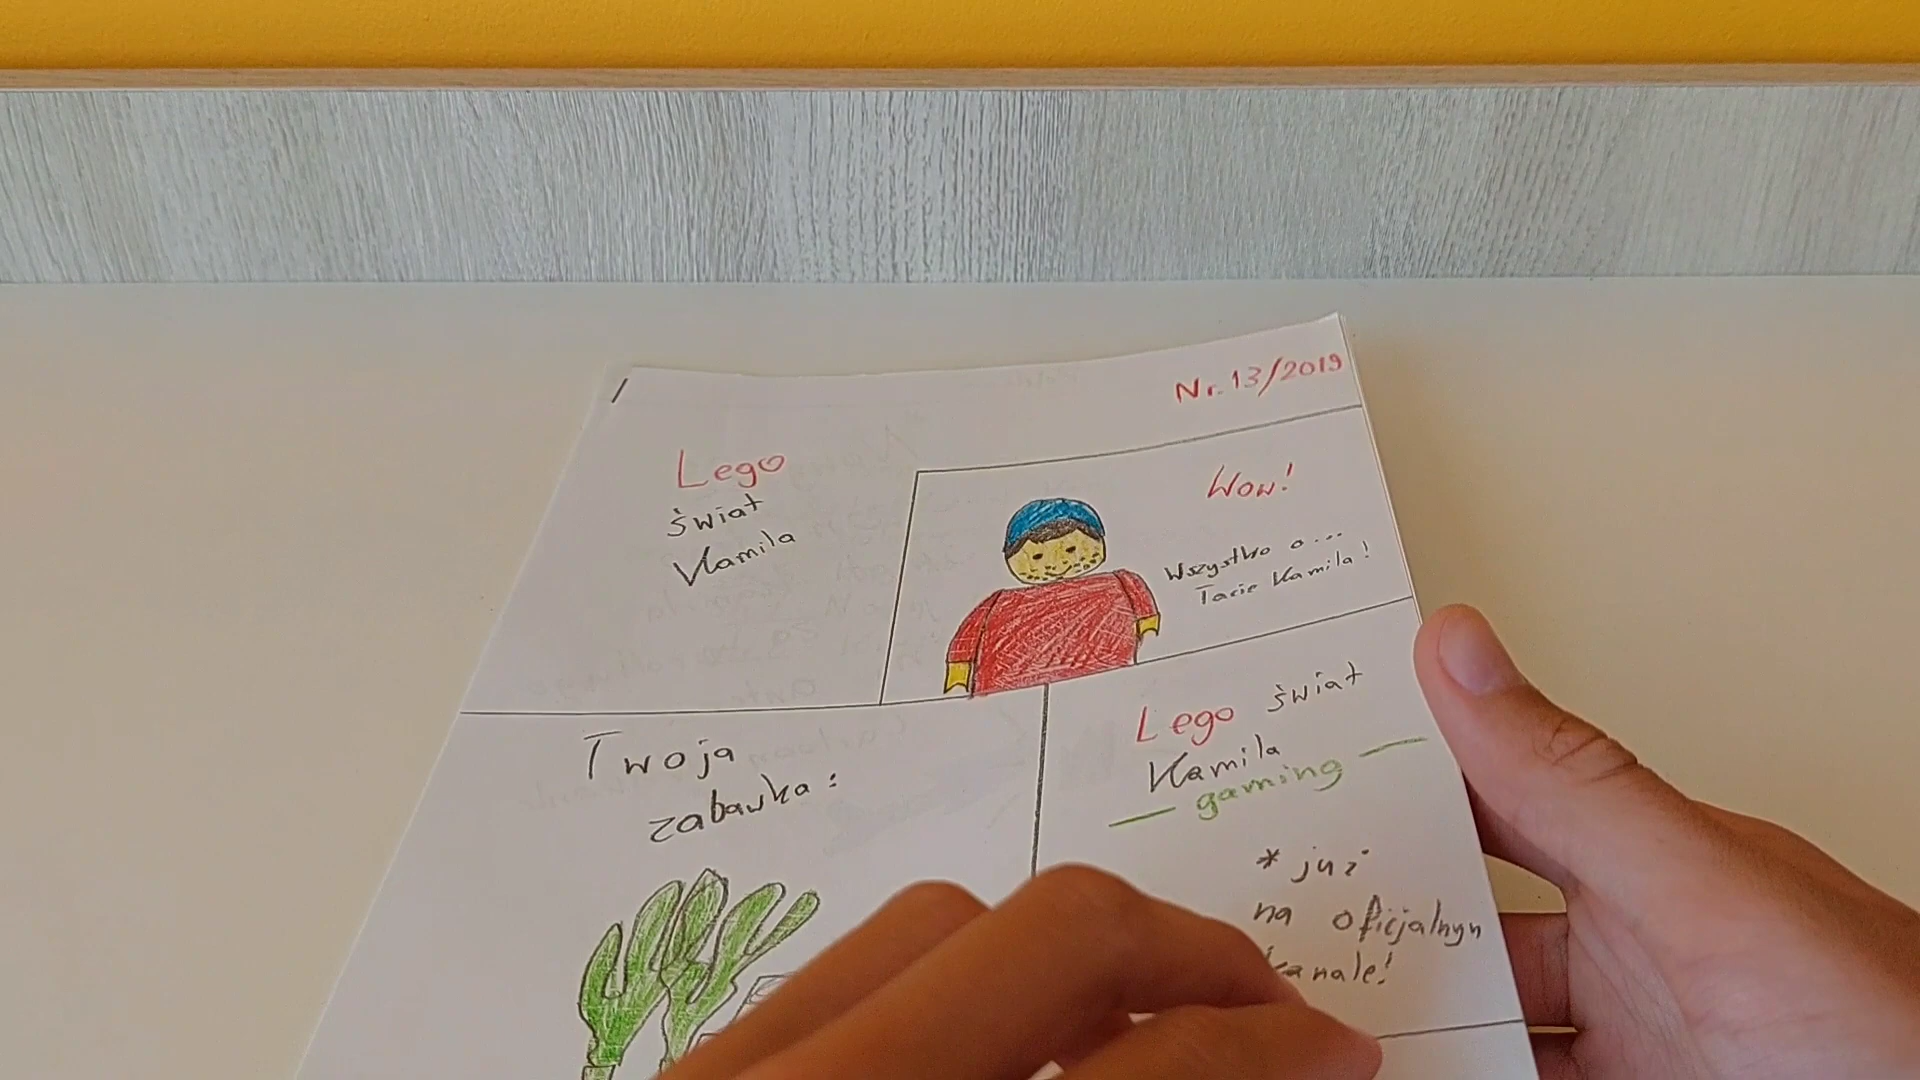 Nr. 13/2019
Lego
świat
Kamila
Wow!
Wszystko o...
Tacie Kamila!
Twoja
zabawka:
Lego świat
Kamila
gaming
* już
na oficjalnyn
kanale!